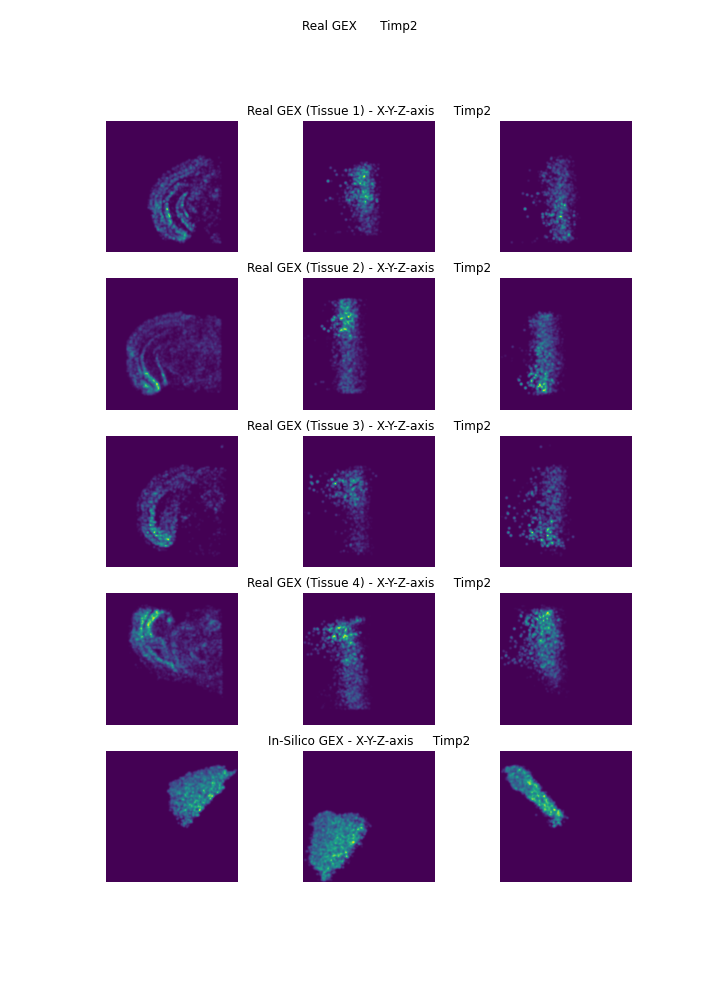 Real GEX Timp2
Real GEX (Tissue 1) - X-Y-Z-axis Timp2
Real GEX (Tissue 2) - X-Y-Z-axis Timp2
Real GEX (Tissue 3) - X-Y-Z-axis Timp2
Real GEX (Tissue 4) - X-Y-Z-axis Timp2
In-Silico GEX - X-Y-Z-axis Timp2